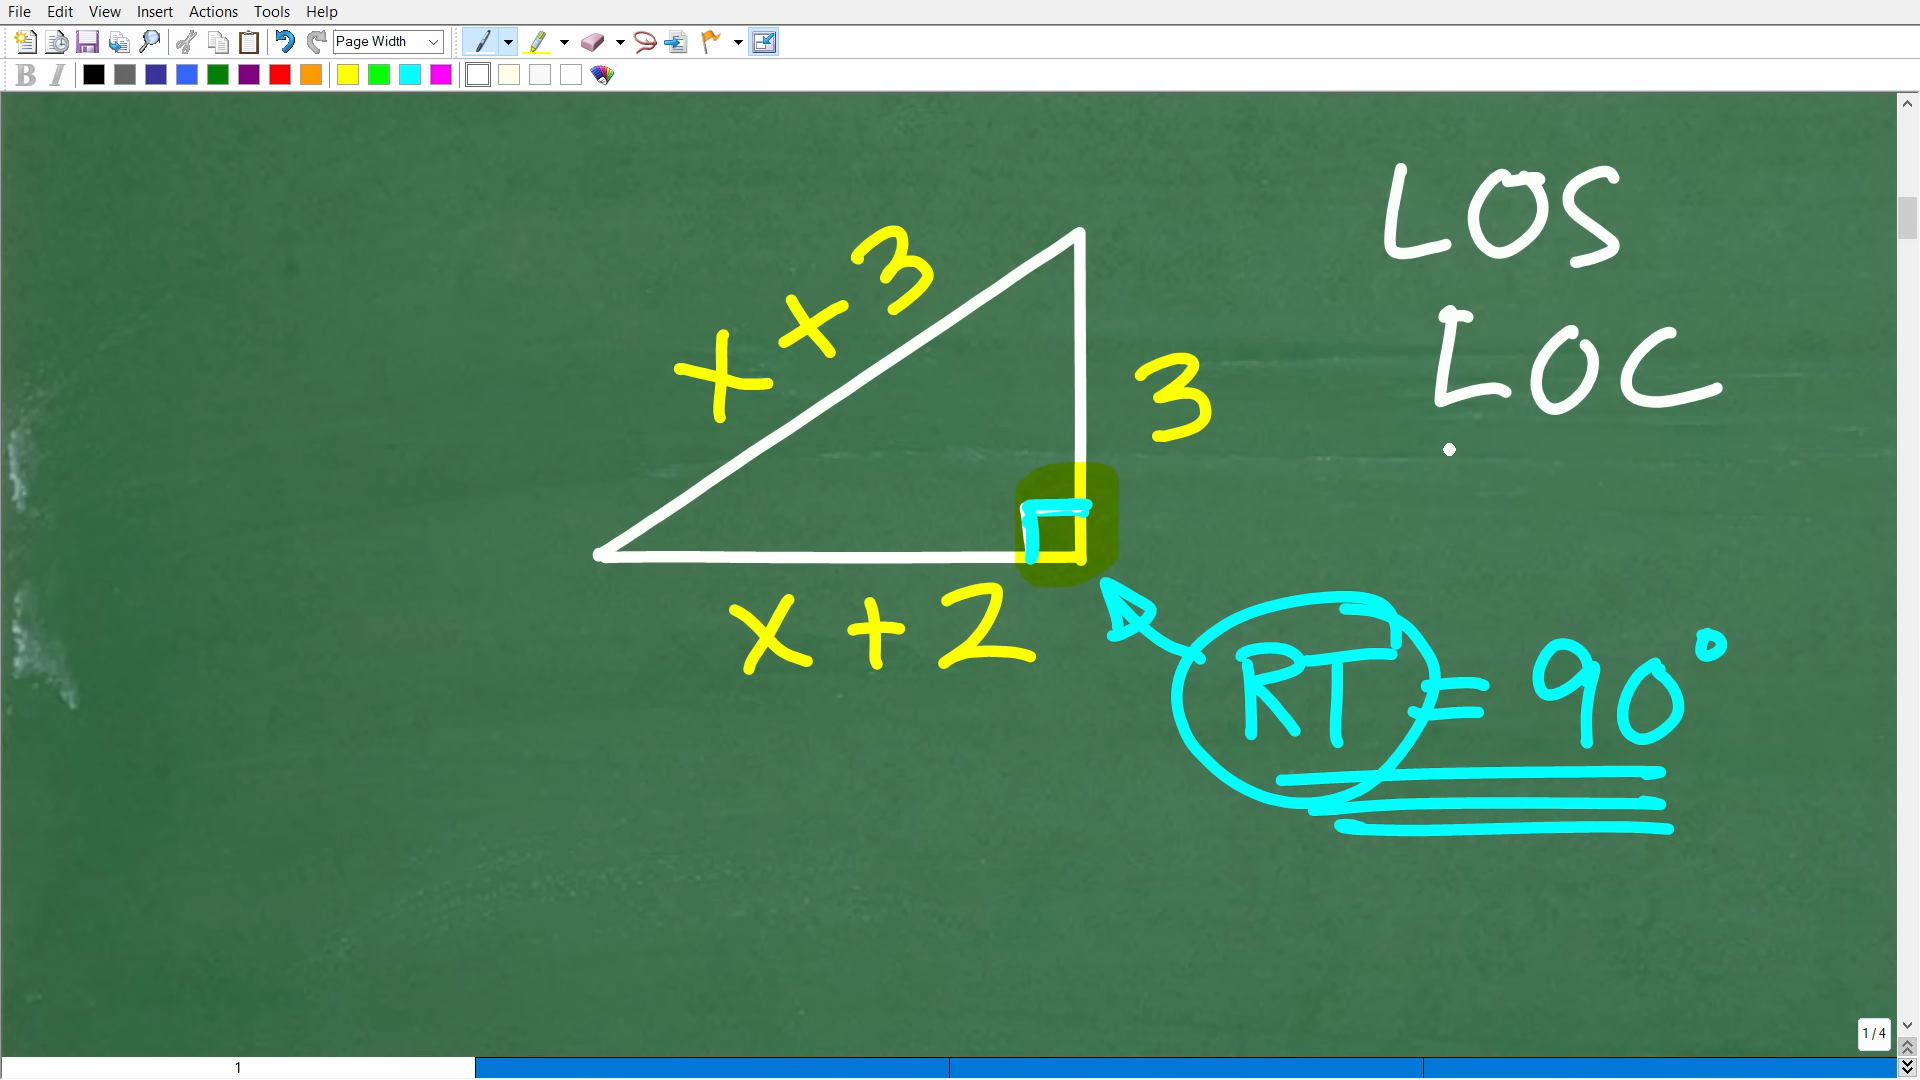 File Edit View Insert Actions Tools Help
Page Width
B I
LOS
x+3
LOC
3
x+2
RT = 90°
1/4
1